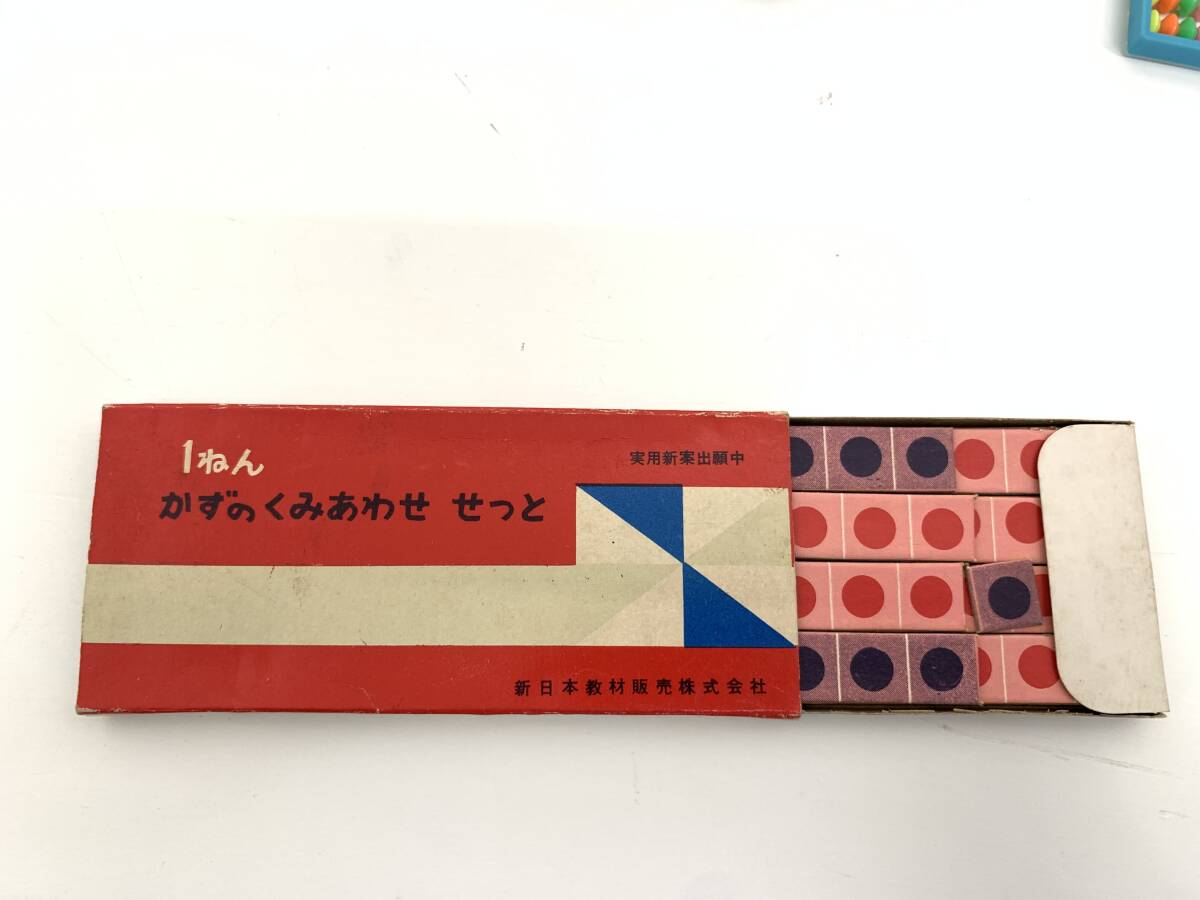 1ねん
かずのくみあわせ せっと
実用新案出願中
新日本教材販売株式会社